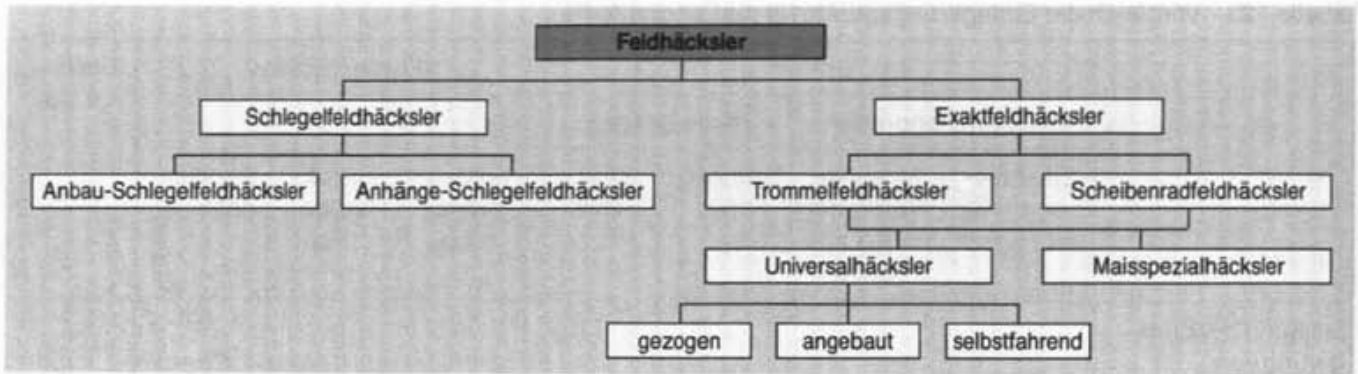 Feldhäcksler
Schlegelfeldhäcksler
Exaktfeldhäcksler
Anbau-Schlegelfeldhäcksler
Anhänge-Schlegelfeldhäcksler
Trommelfeldhäcksler
Scheibenradfeldhäcksler
Universalhäcksler
Maisspezialhäcksler
gezogen
angebaut
selbstfahrend